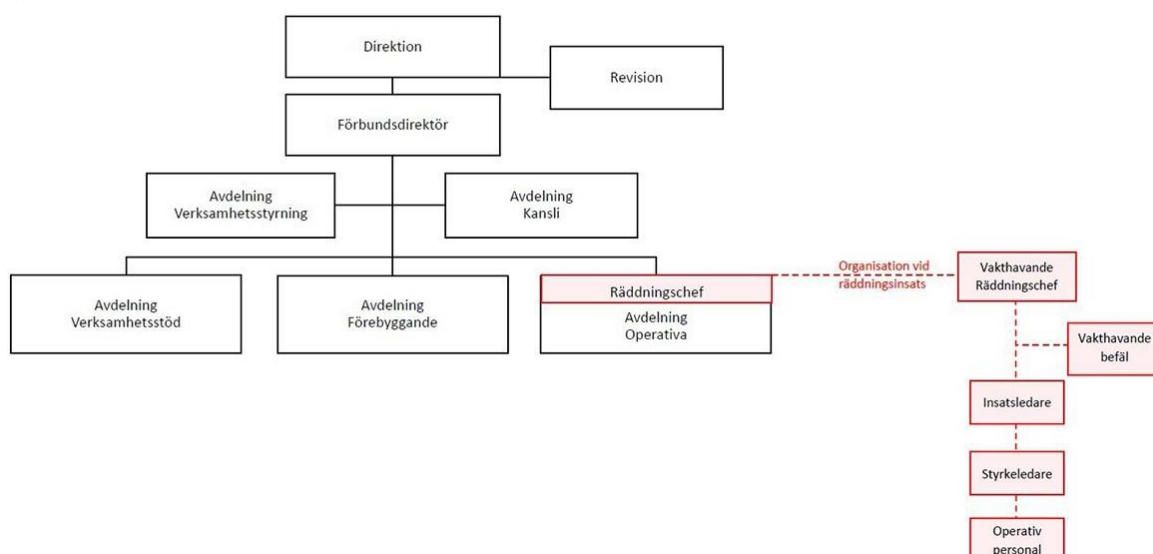 Direktion
Revision
Förbundsdirektör
Avdelning
Verksamhetsstyrning
Avdelning
Kansli
Avdelning
Verksamhetsstöd
Avdelning
Förebyggande
Räddningschef
Avdelning
Operativa
Organisation vid
räddningsinsats
Vakthavande
Räddningschef
Vakthavande
befäl
Insatsledare
Styrkeledare
Operativ
personal